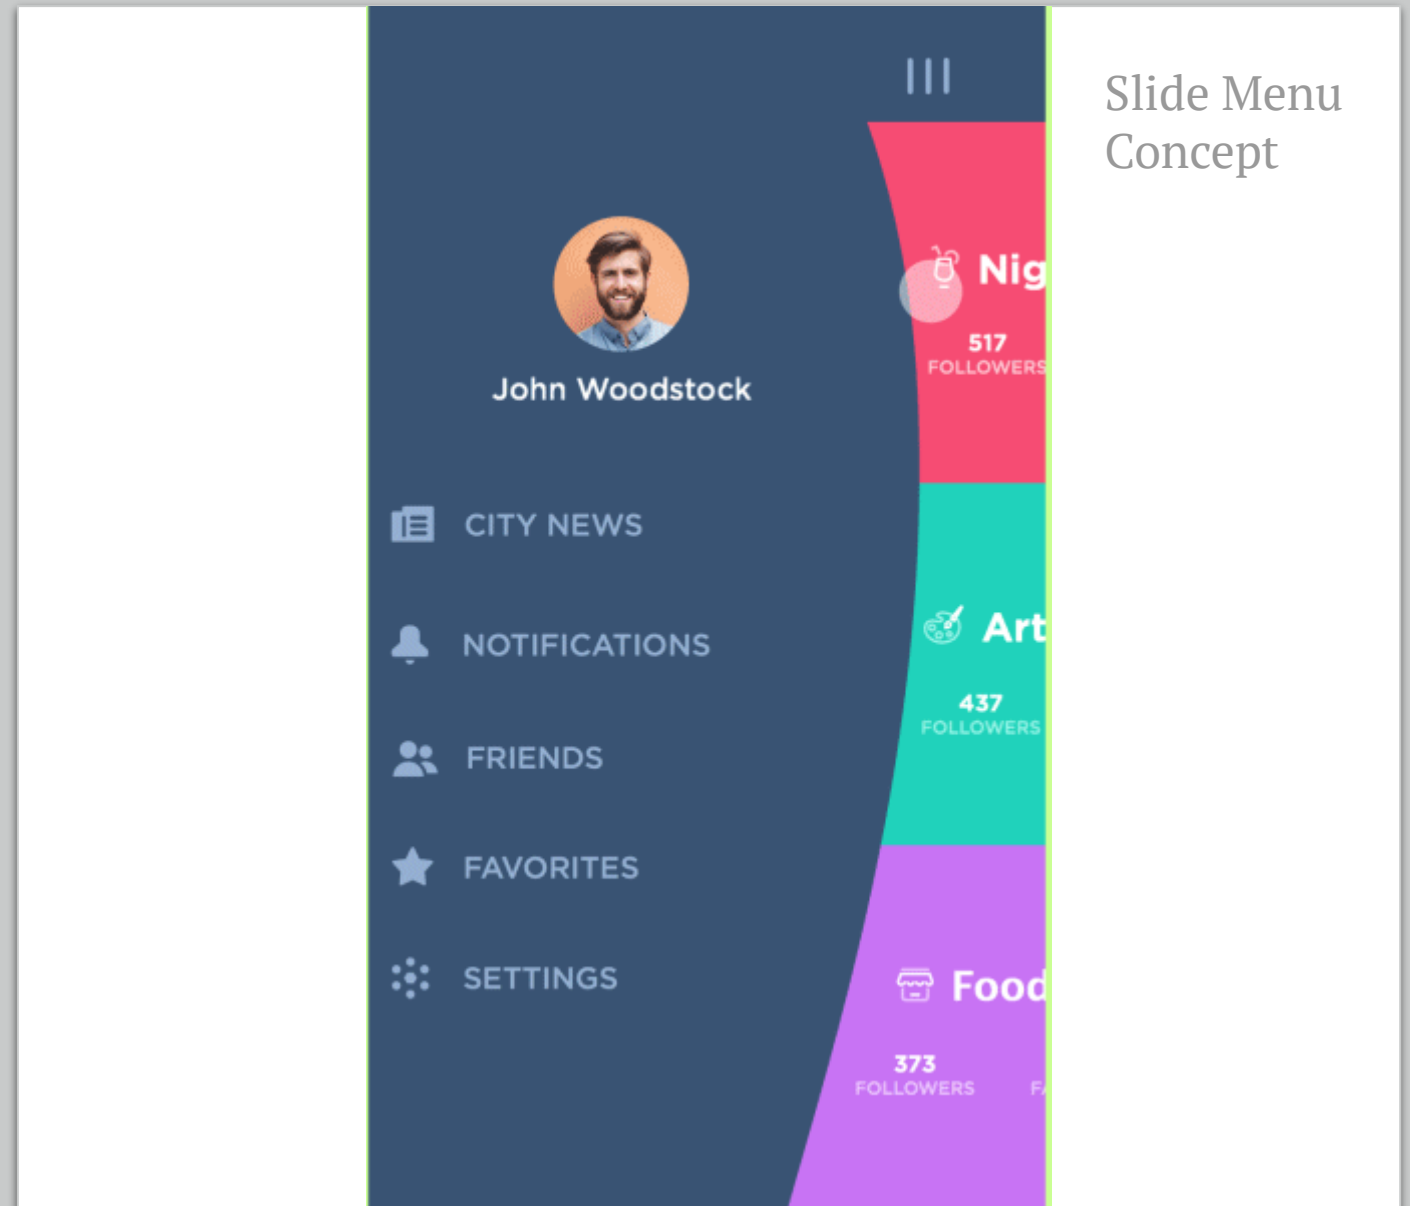 Slide Menu
Concept
Nig
517
FOLLOWERS
John Woodstock
CITY NEWS
NOTIFICATIONS
Art
437
FOLLOWERS
FRIENDS
FAVORITES
SETTINGS
Food
373
FOLLOWERS